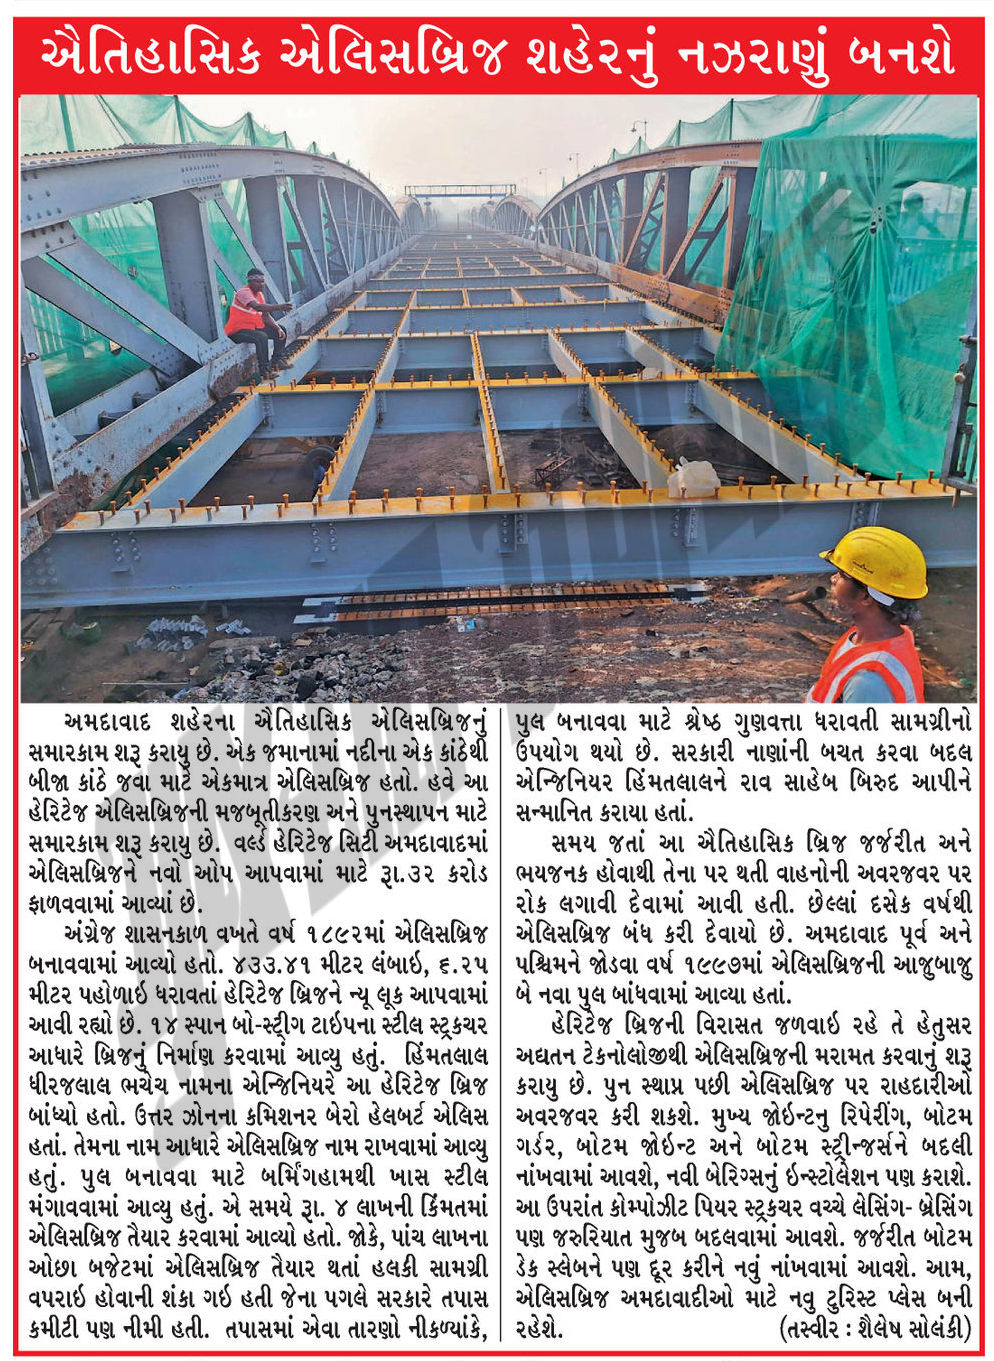 ઐતિહાસિક એલિસબ્રિજ શહેરનું નઝરાણું બનશે
અમદાવાદ શહેરના ઐતિહાસિક એલિસબ્રિજનું
સમારકામ શરૂ કરાયુ છે. એક જમાનામાં નદીના એક કાંઠેથી
બીજા કાંઠે જવા માટે એકમાત્ર એલિસબ્રિજ હતો. હવે આ
હેરિટેજ એલિસબ્રિજની મજબૂતીકરણ અને પુનસ્થાપન માટે
સમારકામ શરૂ કરાયુ છે. વર્લ્ડ હેરિટેજ સિટી અમદાવાદમાં
એલિસબ્રિજને નવો ઓપ આપવામાં માટે રૂા.૩૨ કરોડ
ફાળવવામાં આવ્યાં છે.
અંગ્રેજ શાસનકાળ વખતે વર્ષ ૧૮૯૨માં એલિસબ્રિજ
બનાવવામાં આવ્યો હતો. ૪૩૩.૪૧ મીટર લંબાઇ, ૬.૨૫
મીટર પહોળાઇ ધરાવતાં હેરિટેજ બ્રિજને ન્યૂ લૂક આપવામાં
આવી રહ્યો છે. ૧૪ સ્પાન બો-સ્ટ્રીગ ટાઇપના સ્ટીલ સ્ટ્રકચર
આધારે બ્રિજનું નિર્માણ કરવામાં આવ્યુ હતું. હિંમતલાલ
ધીરજલાલ ભચેચ નામના એન્જિનિયરે આ હેરિટેજ બ્રિજ
બાંધ્યો હતો. ઉત્તર ઝોનના કમિશનર બેરો હેલબર્ટ એલિસ
હતાં. તેમના નામ આધારે એલિસબ્રિજ નામ રાખવામાં આવ્યુ
હતું. પુલ બનાવવા માટે બર્મિંગહામથી ખાસ સ્ટીલ
મંગાવવામાં આવ્યુ હતું. એ સમયે રૂા. ૪ લાખની કિંમતમાં
એલિસબ્રિજ તૈયાર કરવામાં આવ્યો હતો. જોકે, પાંચ લાખના
ઓછા બજેટમાં એલિસબ્રિજ તૈયાર થતાં હલકી સામગ્રી
વપરાઇ હોવાની શંકા ગઇ હતી જેના પગલે સરકારે તપાસ
કમીટી પણ નીમી હતી. તપાસમાં એવા તારણો નીકળ્યાંકે,
પુલ બનાવવા માટે શ્રેષ્ઠ ગુણવત્તા ધરાવતી સામગ્રીનો
ઉપયોગ થયો છે. સરકારી નાણાંની બચત કરવા બદલ
એન્જિનિયર હિંમતલાલને રાવ સાહેબ બિરુદ આપીને
સન્માનિત કરાયા હતાં.
સમય જતાં આ ઐતિહાસિક બ્રિજ જર્જરીત અને
ભયજનક હોવાથી તેના પર થતી વાહનોની અવરજવર પર
રોક લગાવી દેવામાં આવી હતી. છેલ્લાં દસેક વર્ષથી
એલિસબ્રિજ બંધ કરી દેવાયો છે. અમદાવાદ પૂર્વ અને
પશ્ચિમને જોડવા વર્ષ ૧૯૯૭માં એલિસબ્રિજની આજુબાજુ
બે નવા પુલ બાંધવામાં આવ્યા હતાં.
હેરિટેજ બ્રિજની વિરાસત જળવાઇ રહે તે હેતુસર
અદ્યતન ટેકનોલોજીથી એલિસબ્રિજની મરામત કરવાનું શરૂ
કરાયુ છે. પુન સ્થાપ્ર પછી એલિસબ્રિજ પર રાહદારીઓ
અવરજવર કરી શકશે. મુખ્ય જોઇન્ટનુ રિપેરીંગ, બોટમ
ગર્ડર, બોટમ જોઇન્ટ અને બોટમ સ્ટ્રીન્જર્સને બદલી
નાંખવામાં આવશે, નવી બેરિગ્સનું ઇન્સ્ટોલેશન પણ કરાશે.
આ ઉપરાંત કોમ્પોઝીટ પિયર સ્ટ્રકચર વચ્ચે લેસિંગ- બ્રેસિંગ
પણ જરુરિયાત મુજબ બદલવામાં આવશે. જર્જરીત બોટમ
ડેક સ્લેબને પણ દૂર કરીને નવું નાંખવામાં આવશે. આમ,
એલિસબ્રિજ અમદાવાદીઓ માટે નવુ ટુરિસ્ટ પ્લેસ બની
રહેશે. (તસ્વીર : શૈલેષ સોલંકી)